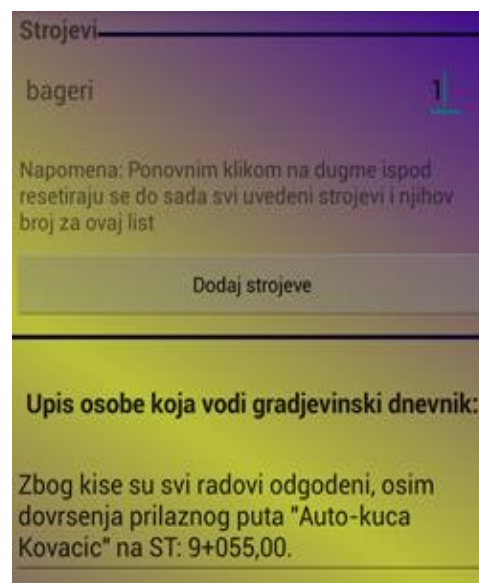 Strojevi
bageri 1
Napomena: Ponovnim klikom na dugme ispod
resetiraju se do sada svi uvedeni strojevi i njihov
broj za ovaj list
Dodaj strojeve
Upis osobe koja vodi gradjevinski dnevnik:
Zbog kise su svi radovi odgodeni, osim
dovrsenja prilaznog puta "Auto-kuca
Kovacic" na ST: 9+055,00.